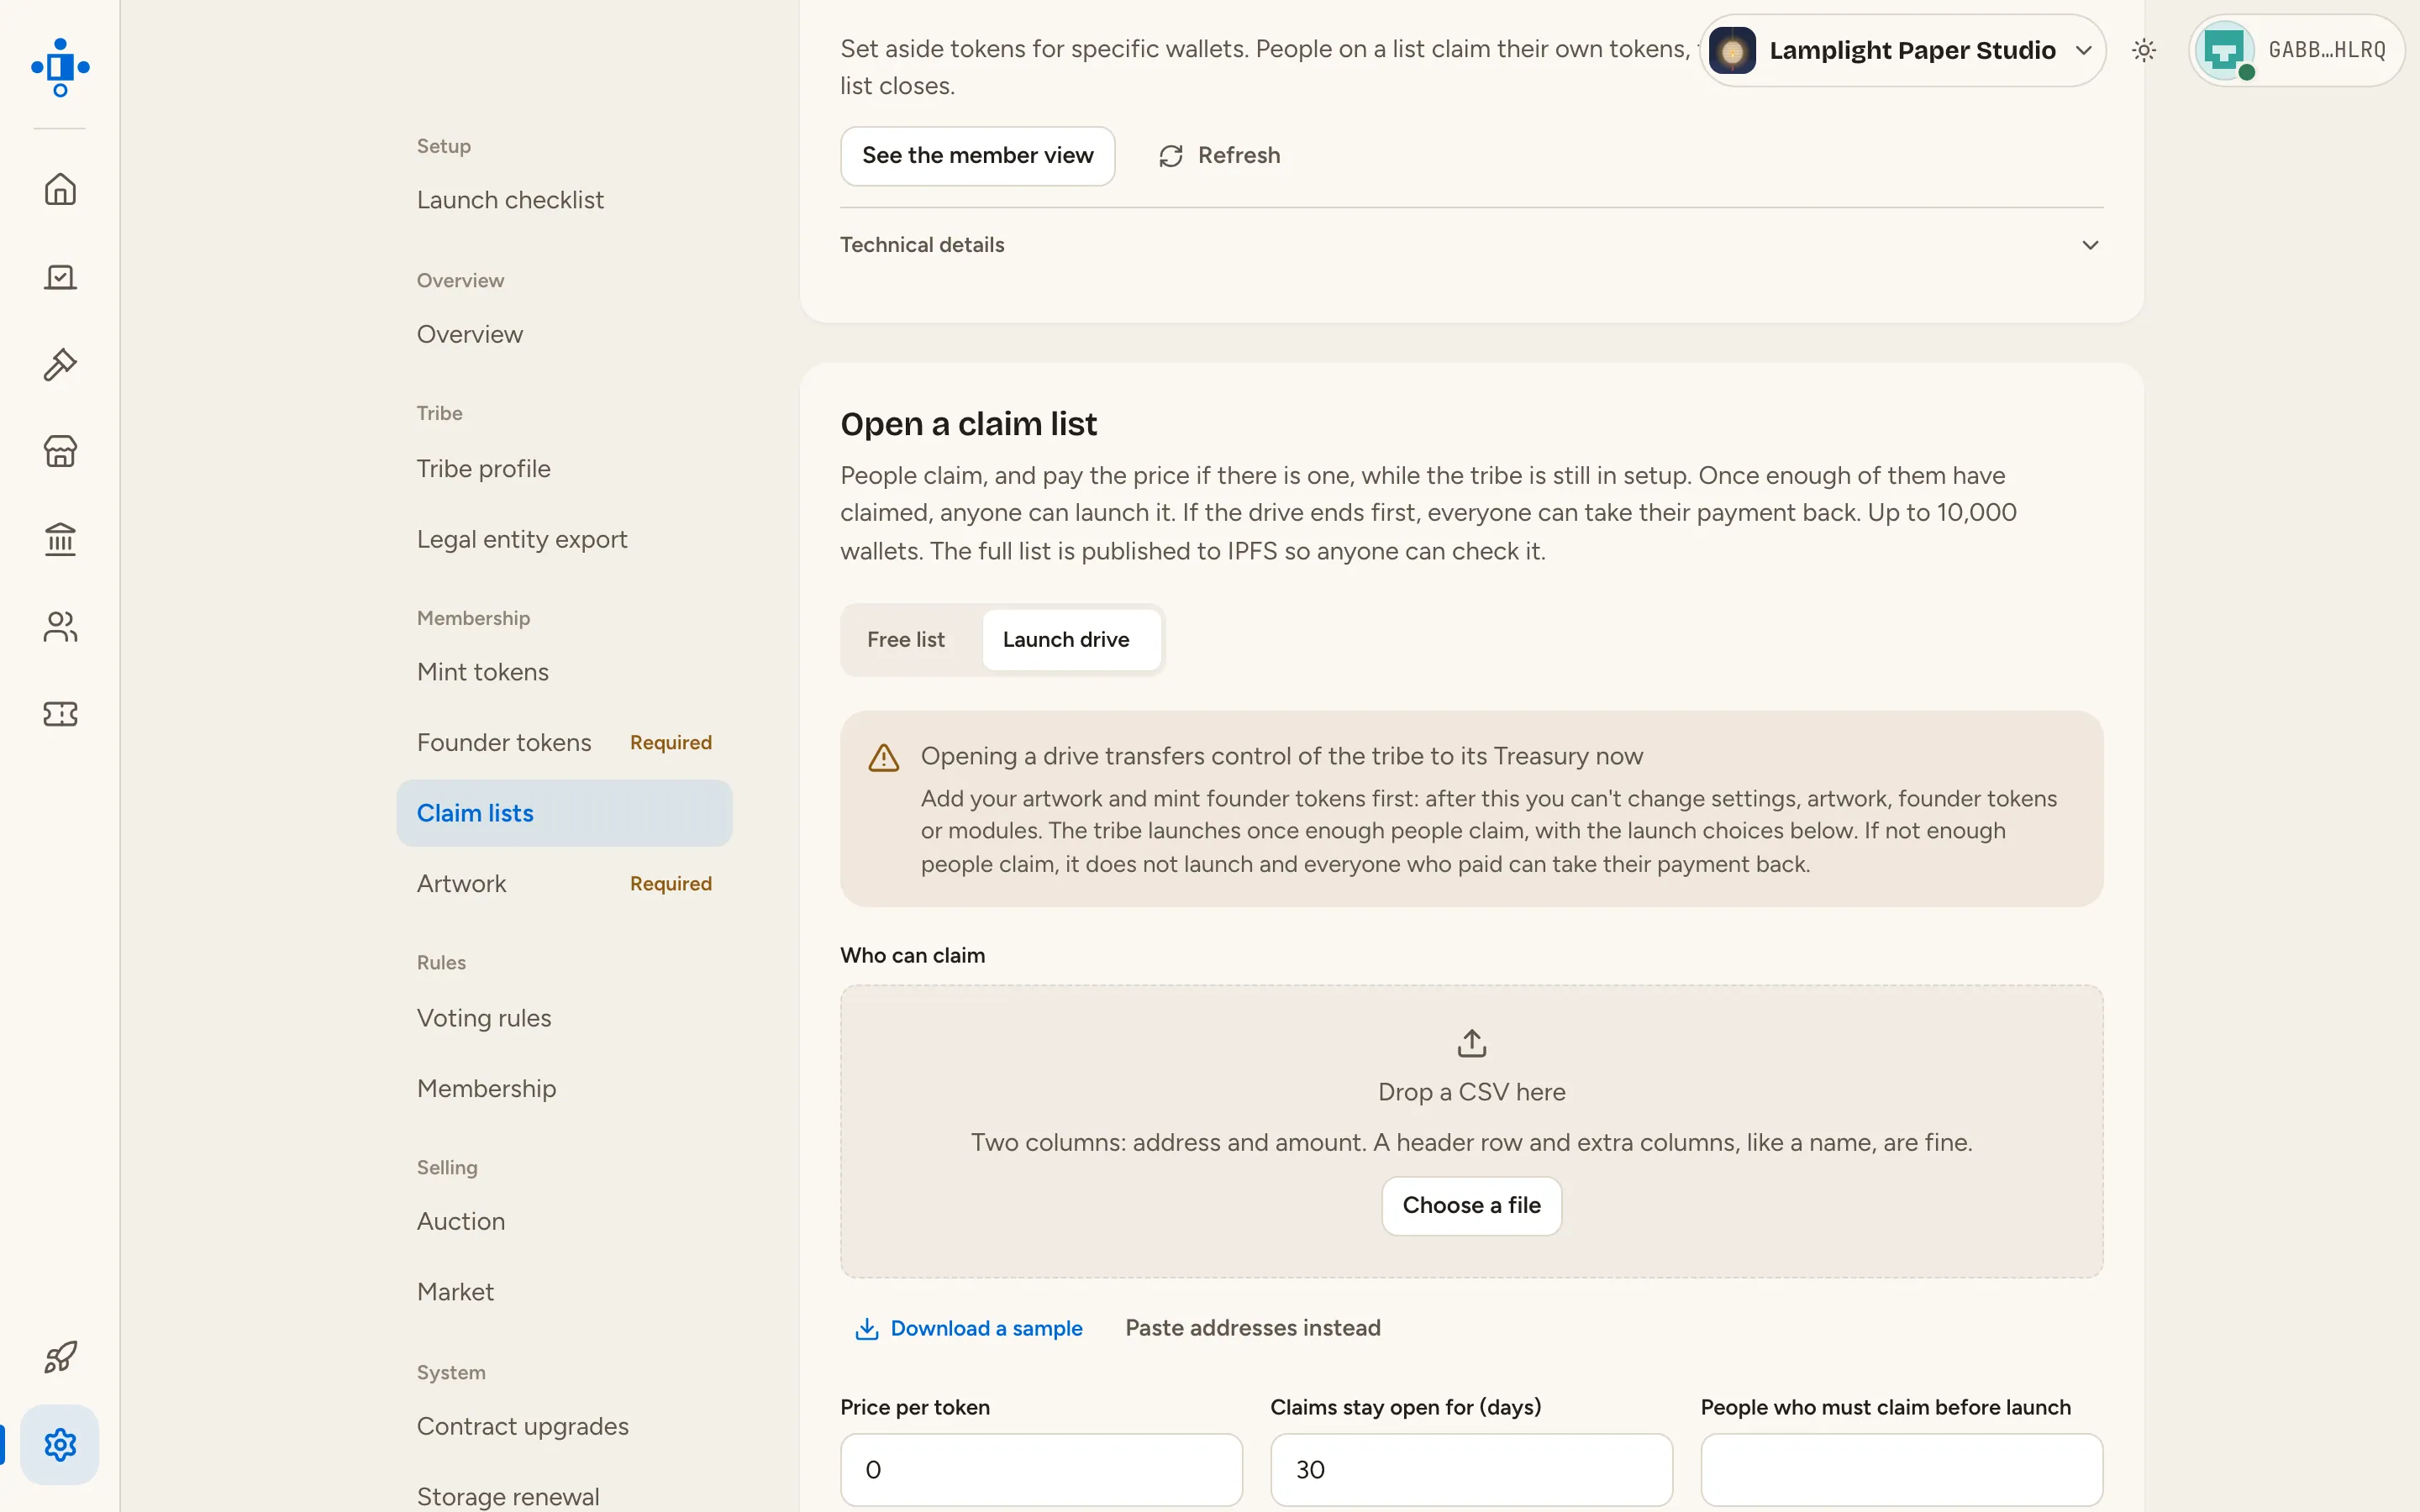 Set aside tokens for specific wallets. People on a list claim their own tokens,
list closes.
Lamplight Paper Studio
GABB...HLRQ
See the member view
Refresh
Technical details
Setup
Launch checklist
Overview
Overview
Tribe
Tribe profile
Legal entity export
Membership
Mint tokens
Founder tokens Required
Claim lists
Artwork Required
Rules
Voting rules
Membership
Selling
Auction
Market
System
Contract upgrades
Storage renewal
Open a claim list
People claim, and pay the price if there is one, while the tribe is still in setup. Once enough of them have
claimed, anyone can launch it. If the drive ends first, everyone can take their payment back. Up to 10,000
wallets. The full list is published to IPFS so anyone can check it.
Free list
Launch drive
Opening a drive transfers control of the tribe to its Treasury now
Add your artwork and mint founder tokens first: after this you can't change settings, artwork, founder tokens
or modules. The tribe launches once enough people claim, with the launch choices below. If not enough
people claim, it does not launch and everyone who paid can take their payment back.
Who can claim
Drop a CSV here
Two columns: address and amount. A header row and extra columns, like a name, are fine.
Choose a file
Download a sample
Paste addresses instead
Price per token
0
Claims stay open for (days)
30
People who must claim before launch